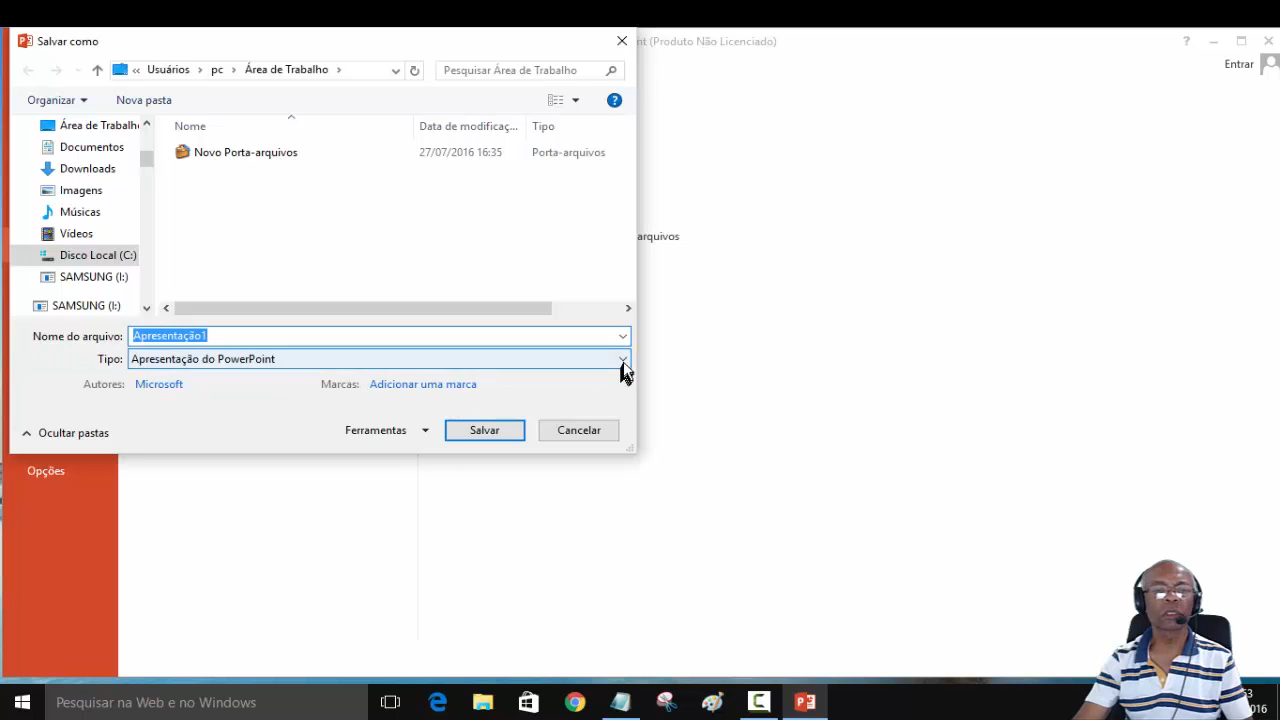 Salvar como
nt (Produto Não Licenciado)
?
Entrar
« Usuários > pc > Área de Trabalho >
Pesquisar Área de Trabalho
Organizar
Nova pasta
?
Área de Trabalh
Documentos
Downloads
Imagens
Músicas
Vídeos
Disco Local (C:)
SAMSUNG (I:)
SAMSUNG (I:)
Nome
Data de modificaç...
Tipo
Novo Porta-arquivos
27/07/2016 16:35
Porta-arquivos
arquivos
Nome do arquivo: Apresentação1
Tipo: Apresentação do PowerPoint
Autores: Microsoft
Marcas: Adicionar uma marca
Ocultar pastas
Ferramentas
Salvar
Cancelar
Opções
Pesquisar na Web e no Windows
53
2016